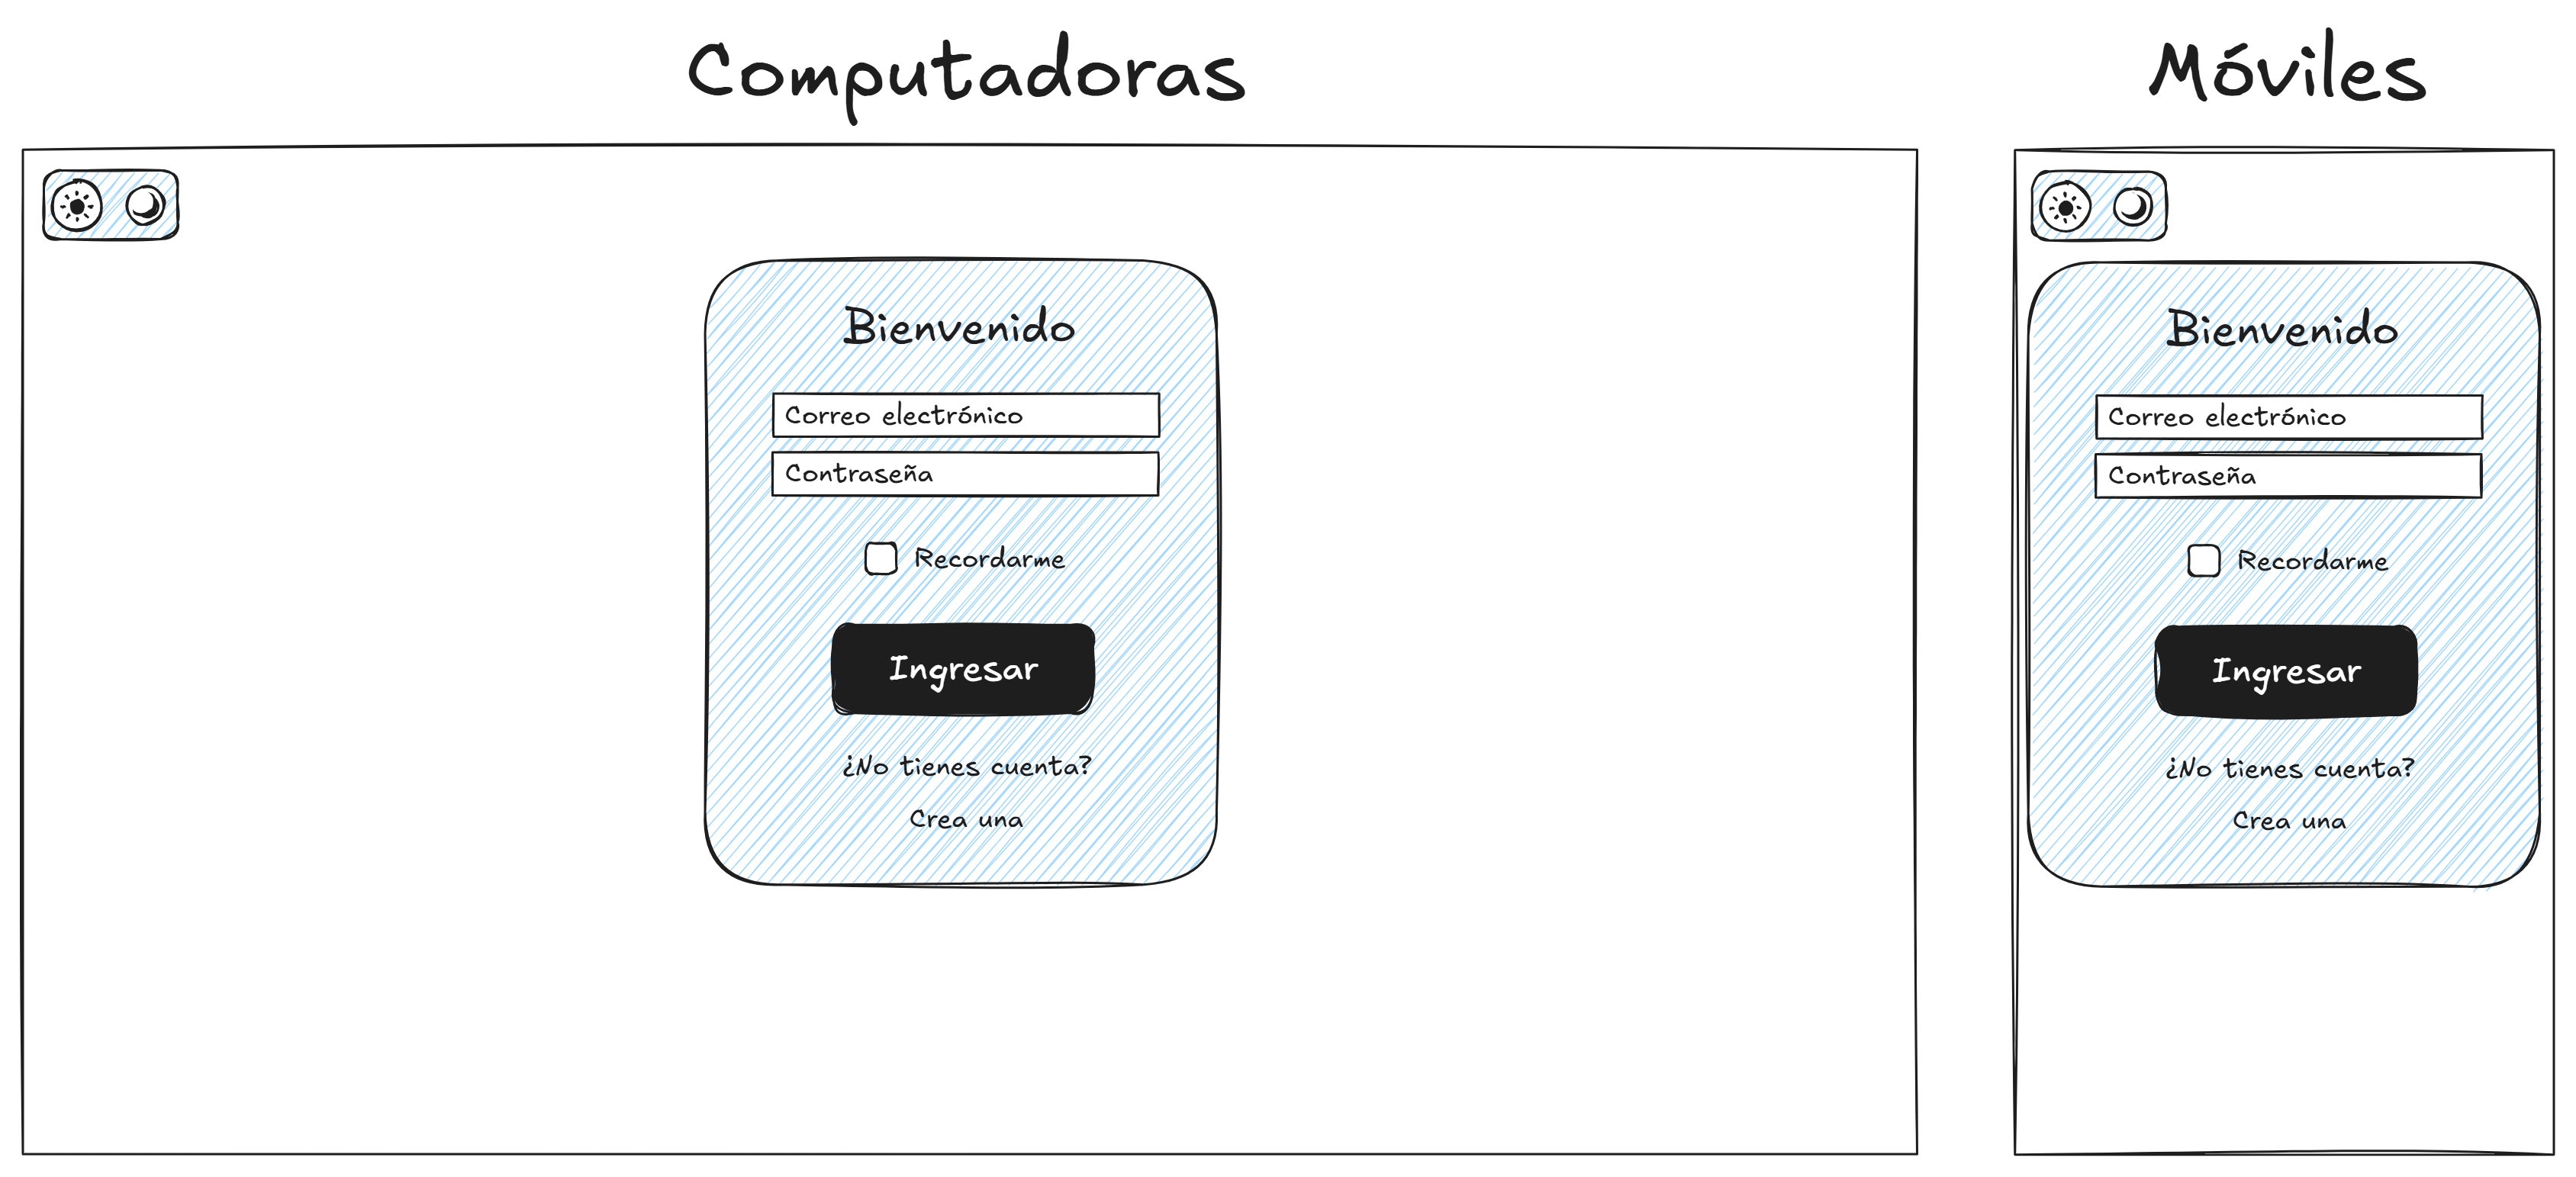 Computadoras
Bienvenido
Correo electrónico
Contraseña
Recordarme
Ingresar
¿No tienes cuenta?
Crea una
Móviles
Bienvenido
Correo electrónico
Contraseña
Recordarme
Ingresar
¿No tienes cuenta?
Crea una